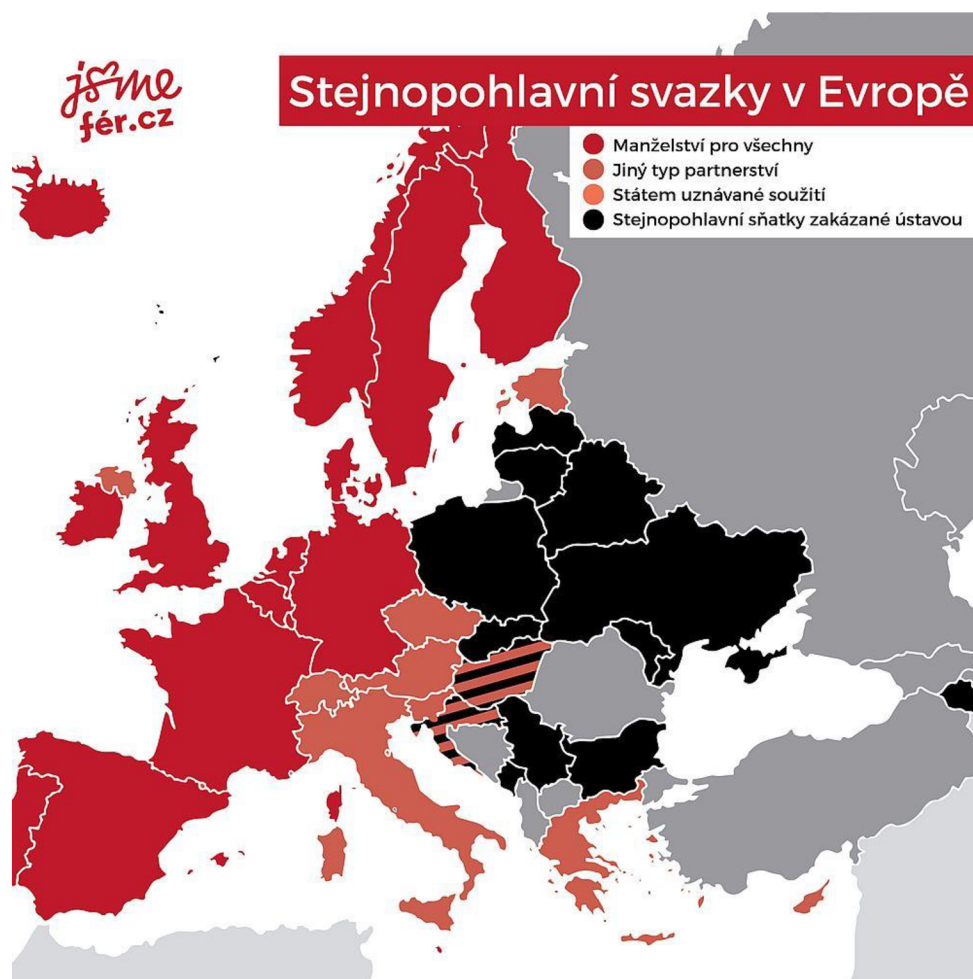 jsme
fér.cz
Stejnopohlavní svazky v Evropě
Manželství pro všechny
Jiný typ partnerství
Státem uznávané soužití
Stejnopohlavní sňatky zakázané ústavou